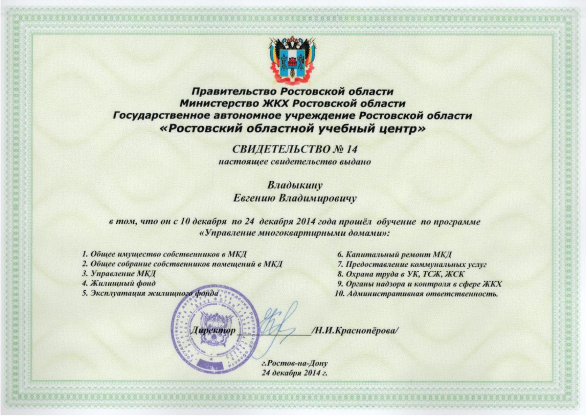 Правительство Ростовской области
Министерство ЖКХ Ростовской области
Государственное автономное учреждение Ростовской области
«Ростовский областной учебный центр»
СВИДЕТЕЛЬСТВО № 14
настоящее свидетельство выдано
Владыкину
Евгению Владимировичу
в том, что он с 10 декабря по 24 декабря 2014 года прошёл обучение по программе
«Управление многоквартирными домами»:
1. Общее имущество собственников в МКД
2. Общее собрание собственников помещений в МКД
3. Управление МКД
4. Жилищный фонд
5. Эксплуатация жилищного фонда
6. Капитальный ремонт МКД
7. Предоставление коммунальных услуг
8. Охрана труда в УК, ТСЖ, ЖСК
9. Органы надзора и контроля в сфере ЖКХ
10. Административная ответственность.
Директор /Н.И.Краснопёрова/
г.Ростов-на-Дону
24 декабря 2014 г.